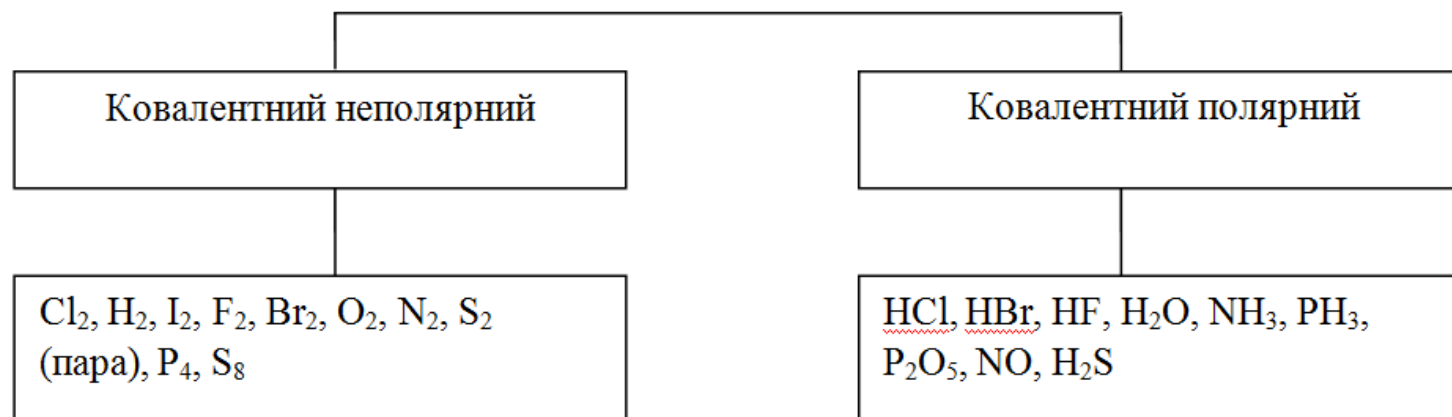 Ковалентний неполярний
Ковалентний полярний
Cl₂, H₂, I₂, F₂, Br₂, O₂, N₂, S₂
(пара), P₄, S₈
HCl, HBr, HF, H₂O, NH₃, PH₃,
P₂O₅, NO, H₂S